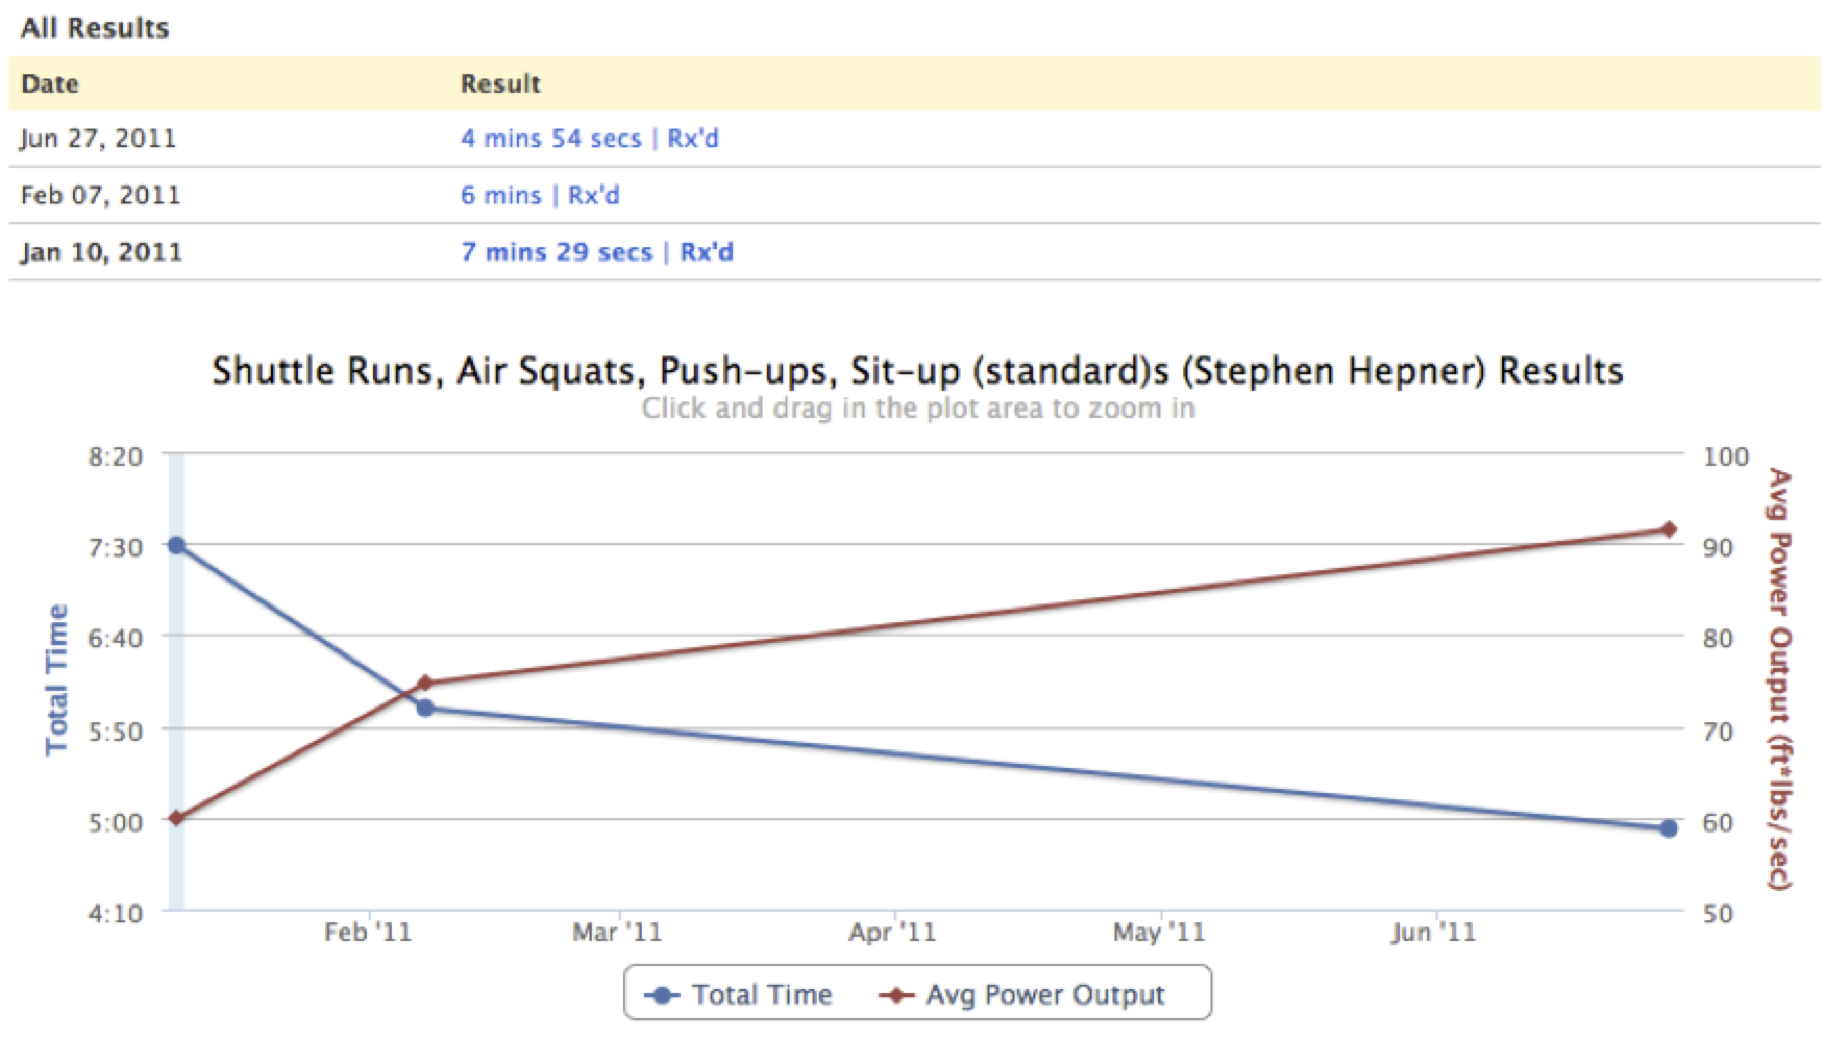 All Results
Date Result
Jun 27, 2011 4 mins 54 secs | Rx'd
Feb 07, 2011 6 mins | Rx'd
Jan 10, 2011 7 mins 29 secs | Rx'd
Shuttle Runs, Air Squats, Push-ups, Sit-up (standard)s (Stephen Hepner) Results
Click and drag in the plot area to zoom in
8:20 100
7:30 90
6:40 80
5:50 70
5:00 60
4:10 50
Total Time
Avg Power Output (ft*lbs/sec)
Feb '11 Mar '11 Apr '11 May '11 Jun '11
Total Time Avg Power Output